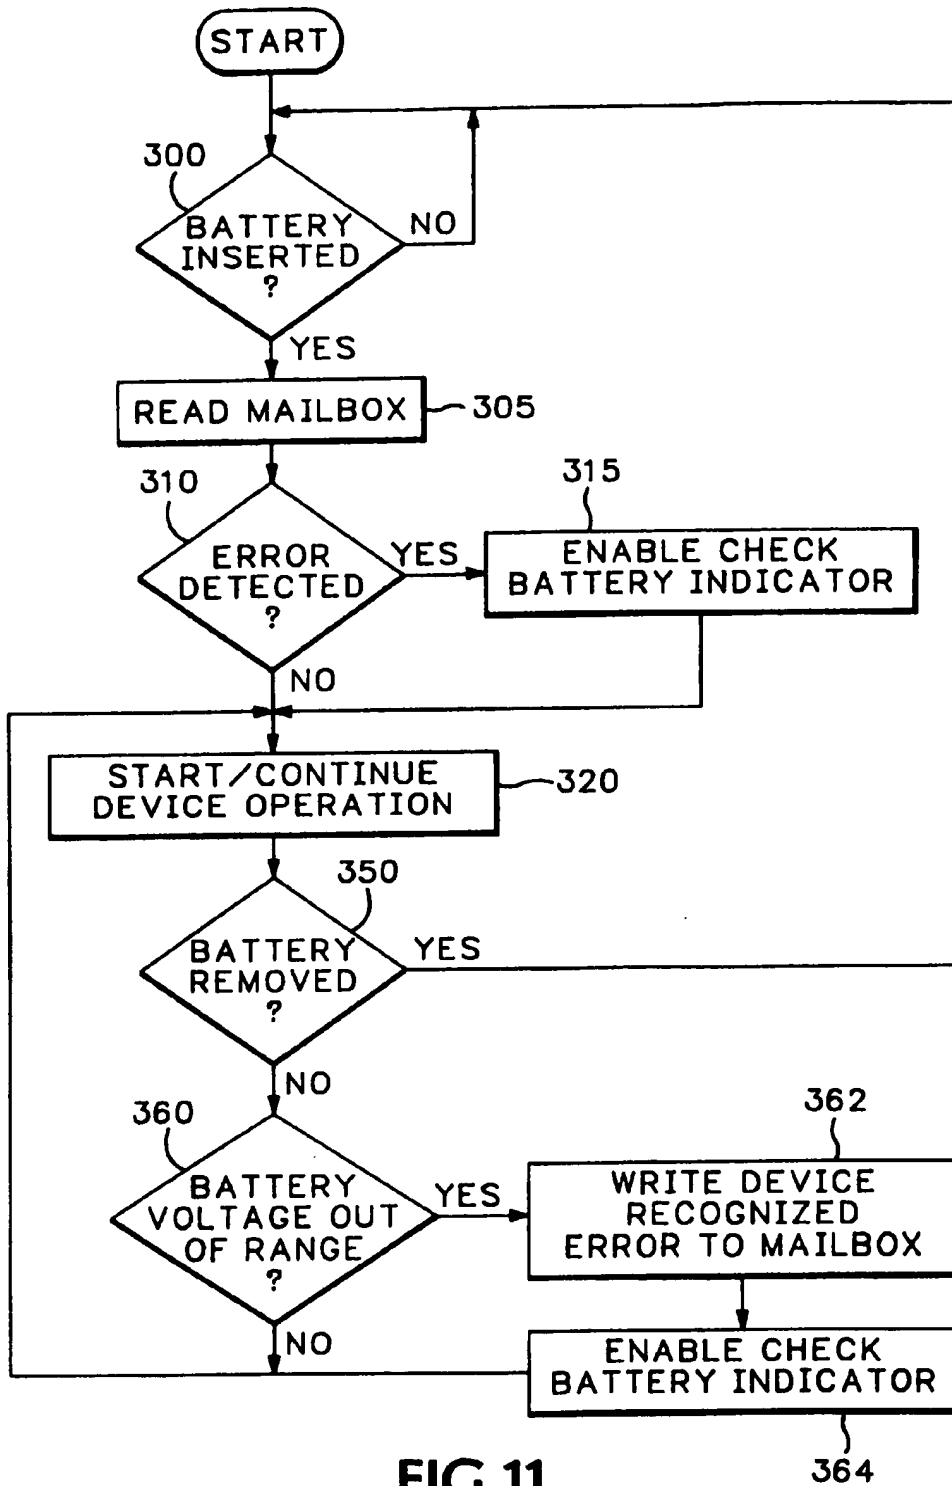 START
300
BATTERY
INSERTED
?
NO
YES
READ MAILBOX
305
310
ERROR
DETECTED
?
YES
315
ENABLE CHECK
BATTERY INDICATOR
NO
START/CONTINUE
DEVICE OPERATION
320
350
BATTERY
REMOVED
?
YES
NO
360
BATTERY
VOLTAGE OUT
OF RANGE
?
YES
362
WRITE DEVICE
RECOGNIZED
ERROR TO MAILBOX
NO
ENABLE CHECK
BATTERY INDICATOR
364
FIG.11